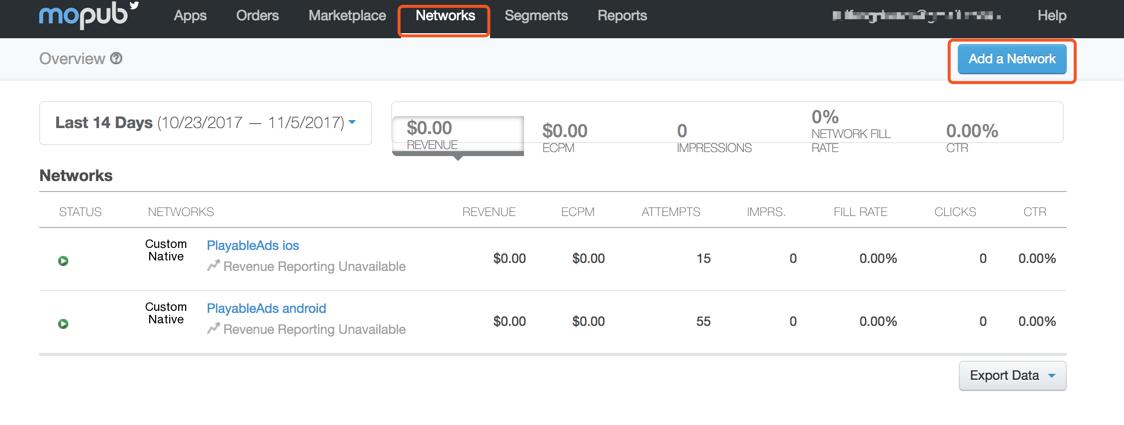 mopub Apps Orders Marketplace Networks Segments Reports Help
Overview Add a Network
Last 14 Days (10/23/2017 — 11/5/2017)
$0.00 $0.00 0 0% 0.00%
REVENUE ECPM IMPRESSIONS NETWORK FILL RATE CTR
Networks
STATUS NETWORKS REVENUE ECPM ATTEMPTS IMPRS. FILL RATE CLICKS CTR
Custom Native PlayableAds ios $0.00 $0.00 15 0 0.00% 0 0.00%
Revenue Reporting Unavailable
Custom Native PlayableAds android $0.00 $0.00 55 0 0.00% 0 0.00%
Revenue Reporting Unavailable
Export Data